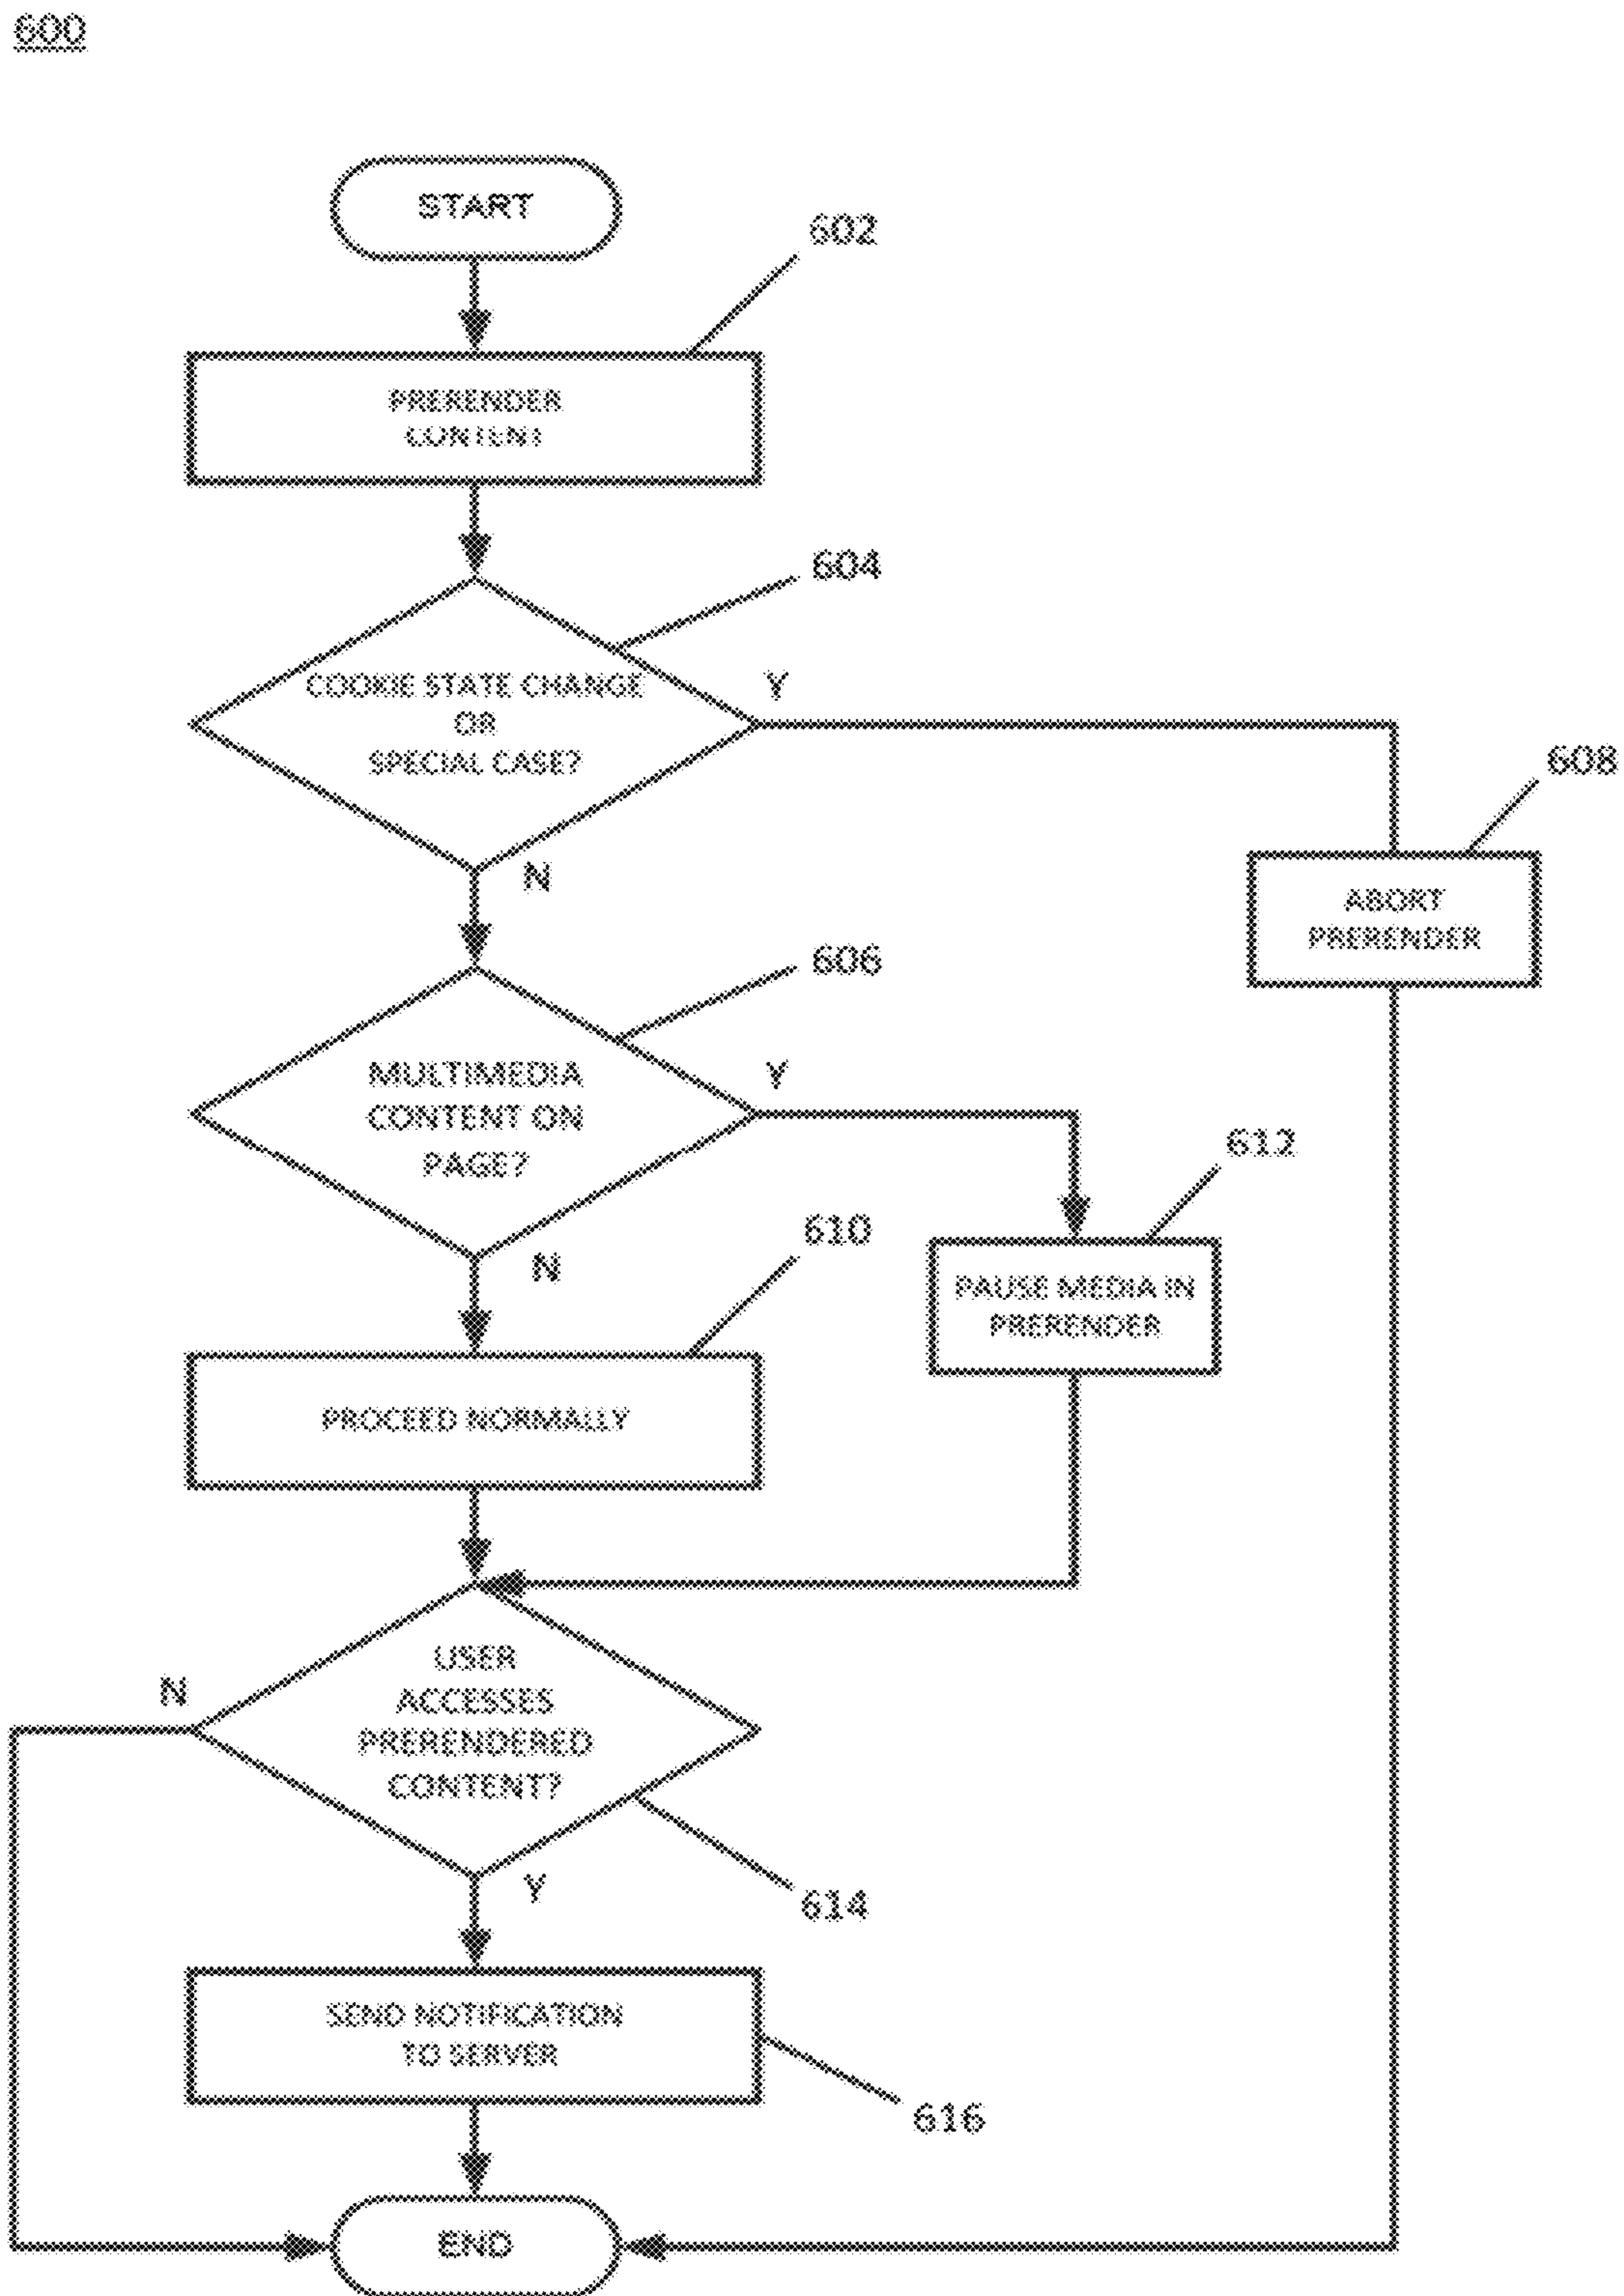 600
START
602
PRERENDER
CONTENT
604
COOKIE STATE CHANGE
OR
SPECIAL CASE?
Y
608
N
ABORT
PRERENDER
606
MULTIMEDIA
CONTENT ON
PAGE?
Y
612
610
N
PAUSE MEDIA IN
PRERENDER
PROCEED NORMALLY
USER
ACCESSES
PRERENDERED
CONTENT?
N
Y
614
SEND NOTIFICATION
TO SERVER
616
END